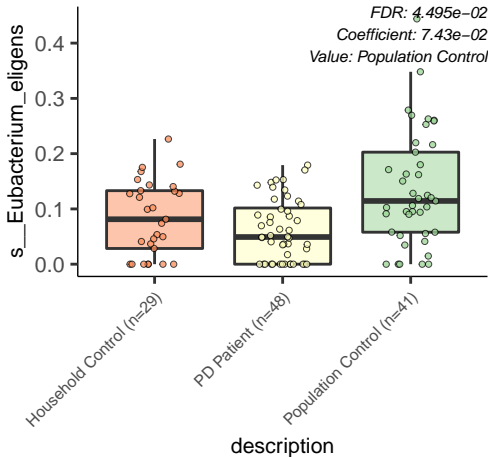 FDR: 4.495e−02
Coefficient: 7.43e−02
Value: Population Control
s__Eubacterium_eligens
0.4
0.3
0.2
0.1
0.0
Household Control (n=29)
PD Patient (n=48)
Population Control (n=41)
description